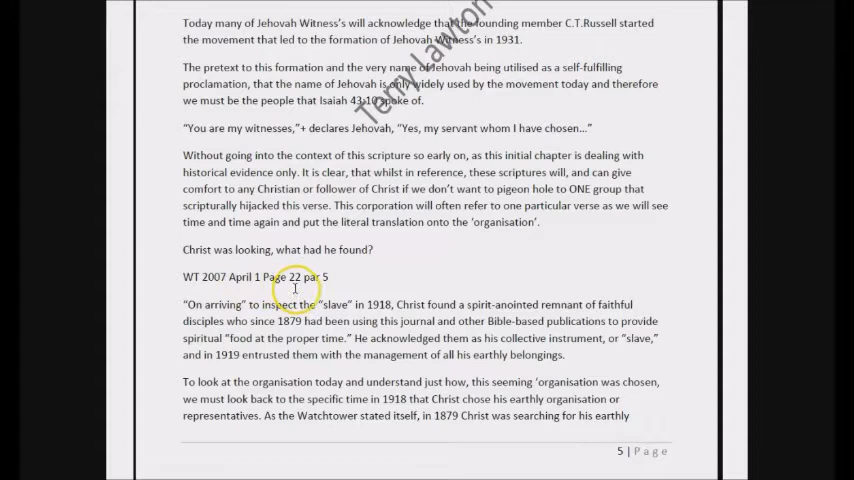 Today many of Jehovah Witness's will acknowledge that the founding member C.T.Russell started
the movement that led to the formation of Jehovah Witness's in 1931.
The pretext to this formation and the very name of Jehovah being utilised as a self-fulfilling
proclamation, that the name of Jehovah is only widely used by the movement today and therefore
we must be the people that Isaiah 43:10 spoke of.
"You are my witnesses,"+ declares Jehovah, "Yes, my servant whom I have chosen…"
Without going into the context of this scripture so early on, as this initial chapter is dealing with
historical evidence only. It is clear, that whilst in reference, these scriptures will, and can give
comfort to any Christian or follower of Christ if we don't want to pigeon hole to ONE group that
scripturally hijacked this verse. This corporation will often refer to one particular verse as we will see
time and time again and put the literal translation onto the 'organisation'.
Christ was looking, what had he found?
WT 2007 April 1 Page 22 par 5
"On arriving" to inspect the "slave" in 1918, Christ found a spirit-anointed remnant of faithful
disciples who since 1879 had been using this journal and other Bible-based publications to provide
spiritual "food at the proper time." He acknowledged them as his collective instrument, or "slave,"
and in 1919 entrusted them with the management of all his earthly belongings.
To look at the organisation today and understand just how, this seeming 'organisation was chosen,
we must look back to the specific time in 1918 that Christ chose his earthly organisation or
representatives. As the Watchtower stated itself, in 1879 Christ was searching for his earthly
5 | Page
Terry Lawton